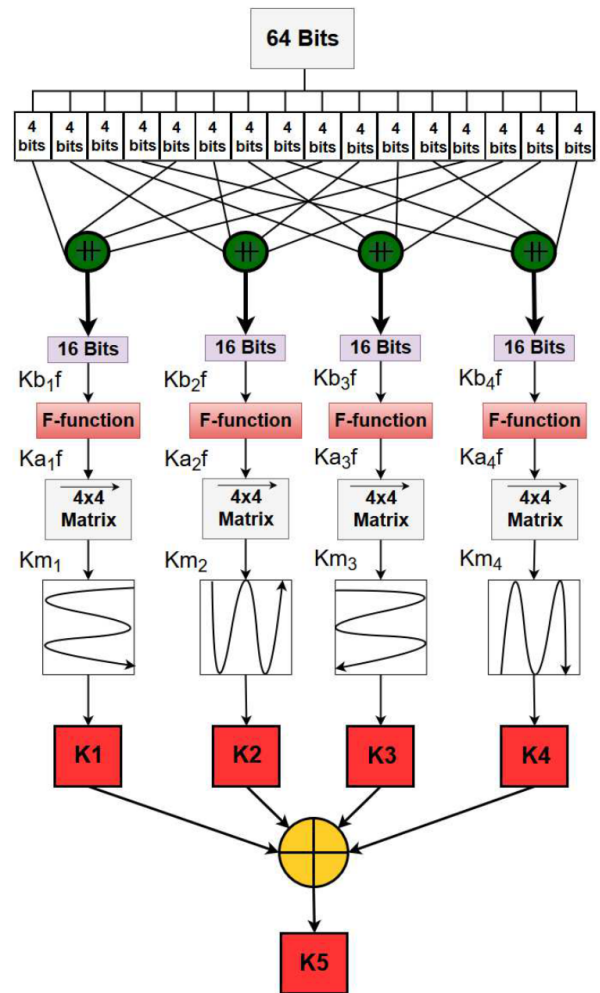 64 Bits
4 4 4 4 4 4 4 4 4 4 4 4 4 4 4 4
bits bits bits bits bits bits bits bits bits bits bits bits bits bits bits bits
16 Bits 16 Bits 16 Bits 16 Bits
Kb₁f Kb₂f Kb₃f Kb₄f
F-function F-function F-function F-function
Ka₁f Ka₂f Ka₃f Ka₄f
4x4 4x4 4x4 4x4
Matrix Matrix Matrix Matrix
Km₁ Km₂ Km₃ Km₄
K1 K2 K3 K4
K5